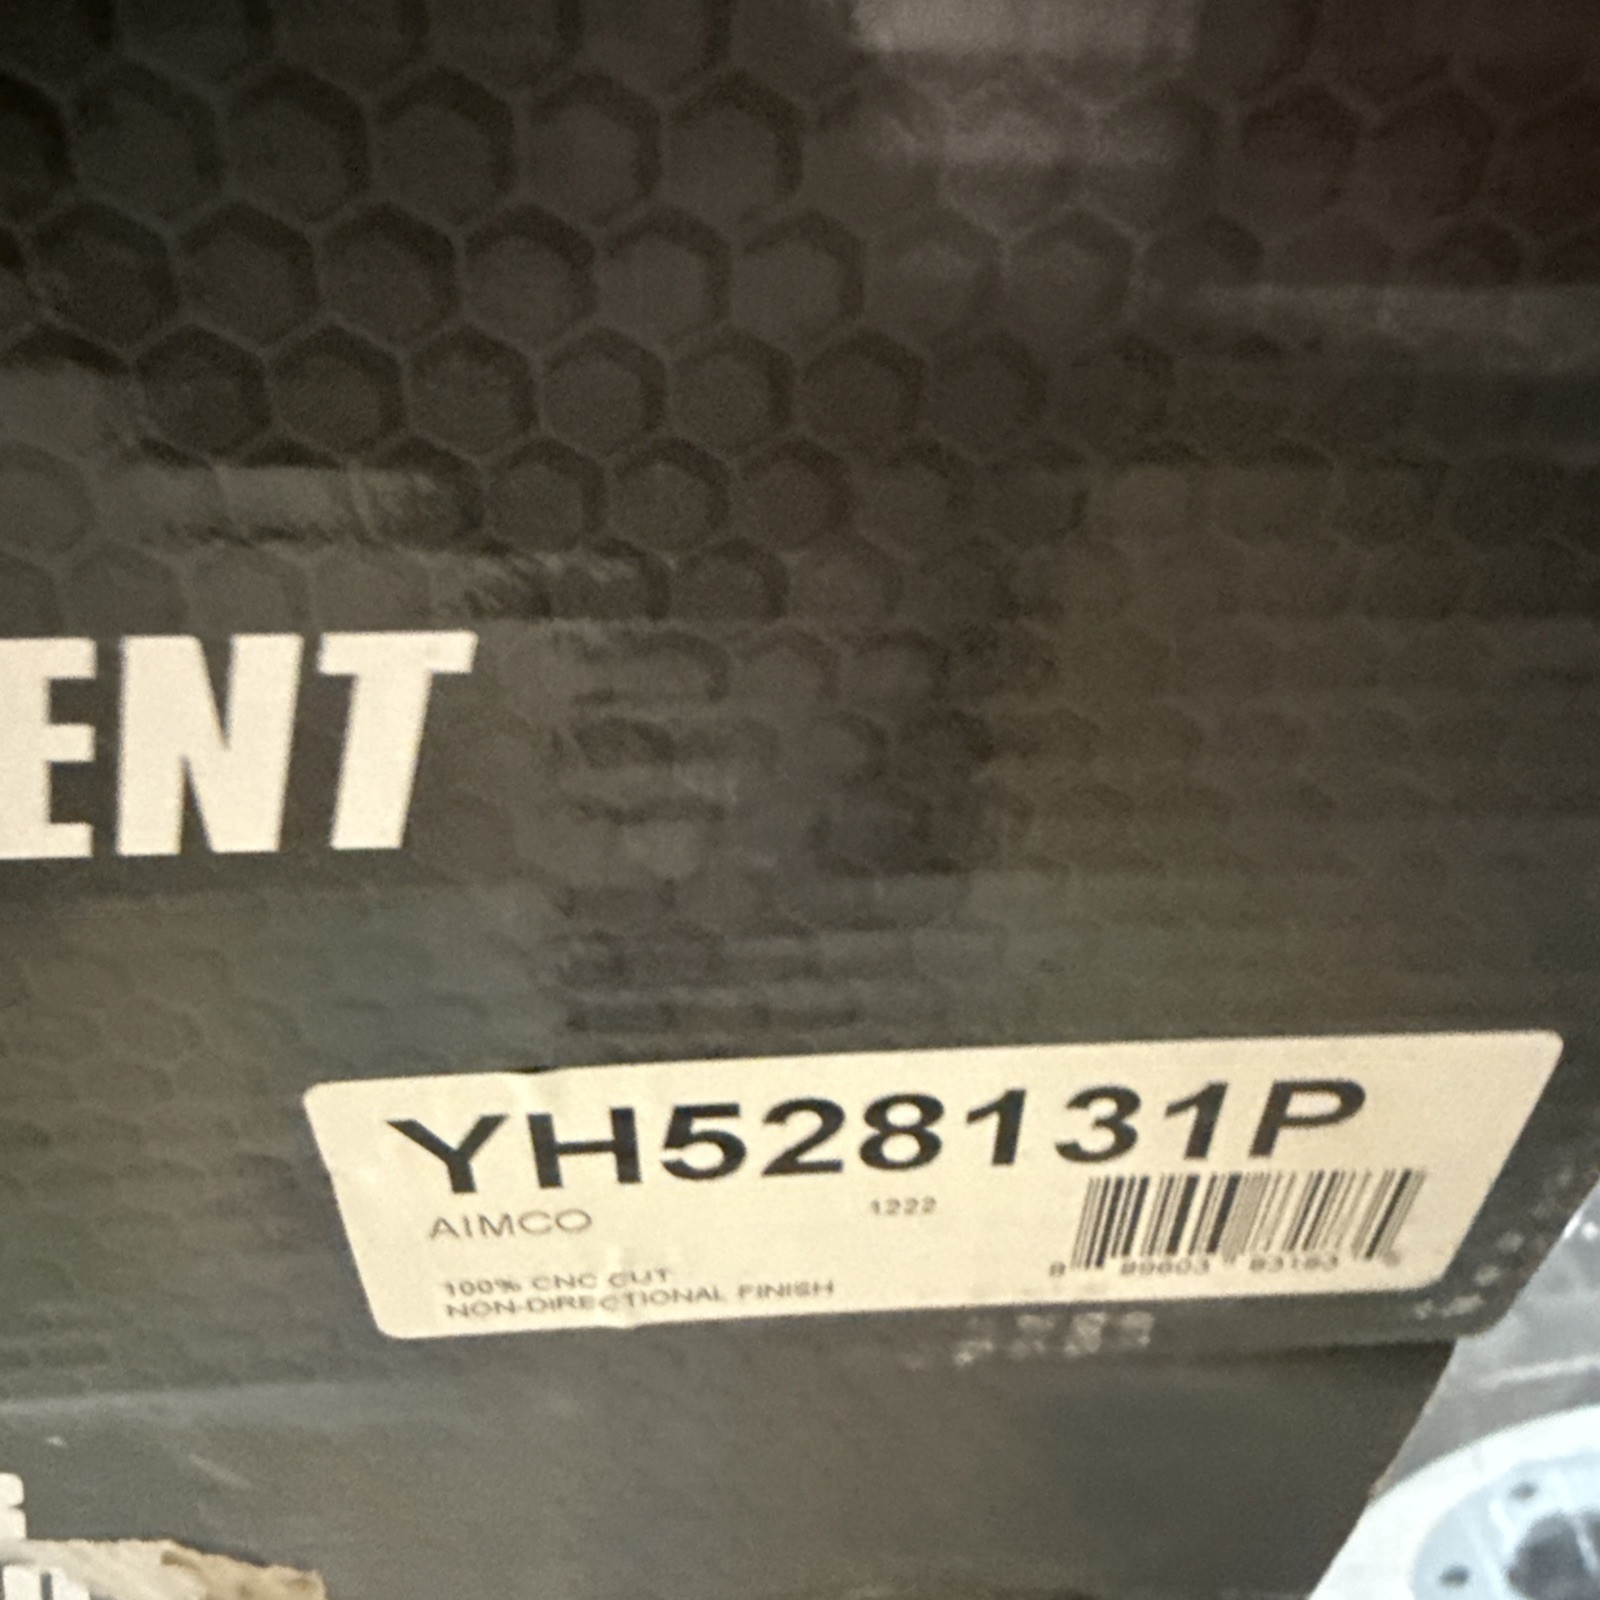 ENT
YH528131P
AIMCO
1222
100% CNC CUT
NON-DIRECTIONAL FINISH